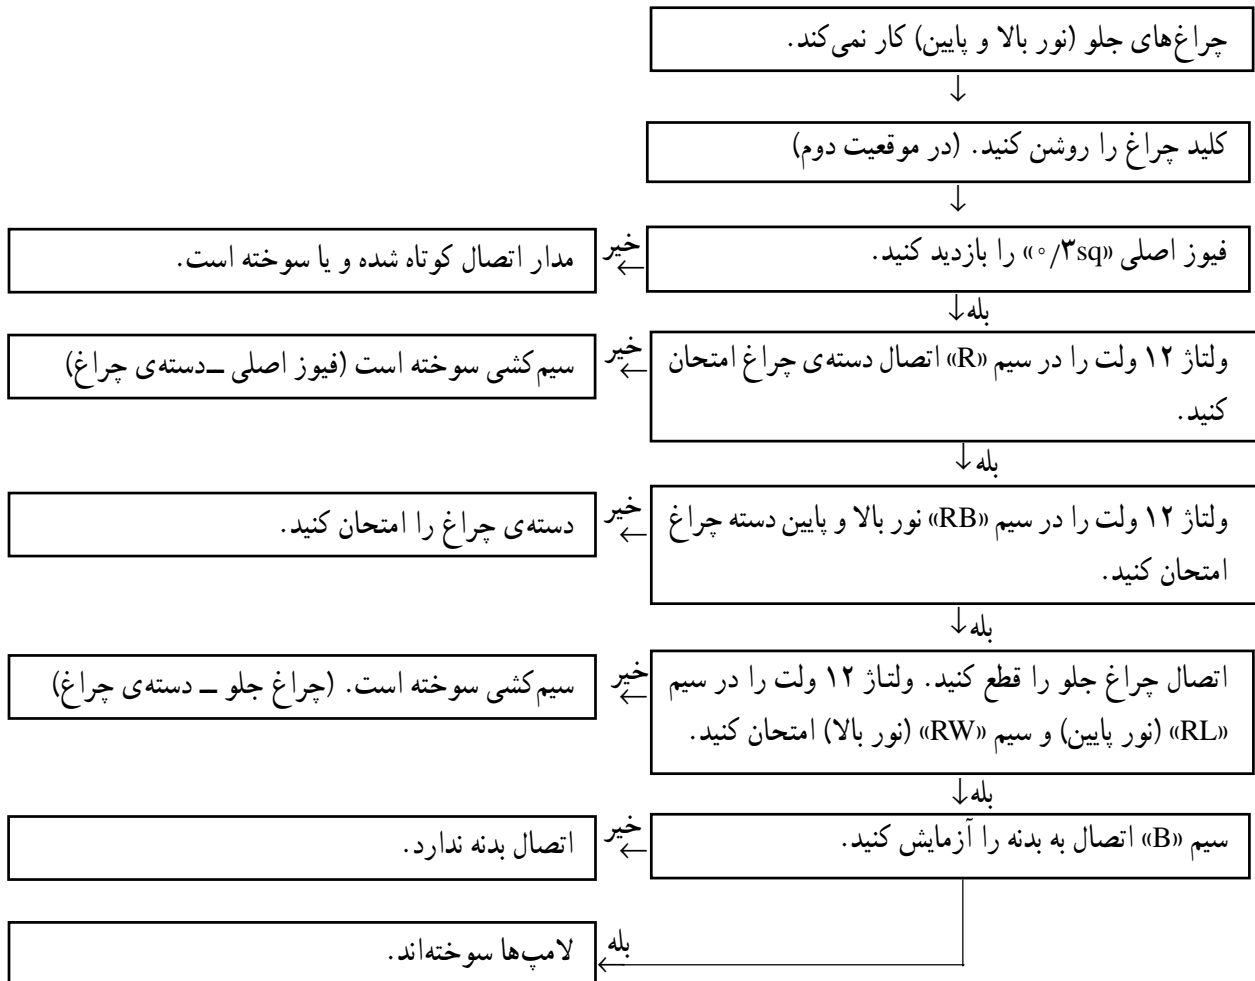 چراغ‌های جلو (نور بالا و پایین) کار نمی‌کند.
↓
کلید چراغ را روشن کنید. (در موقعیت دوم)
↓
فیوز اصلی «۰/۳sq» را بازدید کنید.
خیر
←
مدار اتصال کوتاه شده و یا سوخته است.
بله↓
ولتاژ ۱۲ ولت را در سیم «R» اتصال دسته‌ی چراغ امتحان
کنید.
خیر
←
سیم‌کشی سوخته است (فیوز اصلی ــ دسته‌ی چراغ)
بله↓
ولتاژ ۱۲ ولت را در سیم «RB» نور بالا و پایین دسته چراغ
امتحان کنید.
خیر
←
دسته‌ی چراغ را امتحان کنید.
بله↓
اتصال چراغ جلو را قطع کنید. ولتاژ ۱۲ ولت را در سیم
«RL» (نور پایین) و سیم «RW» (نور بالا) امتحان کنید.
خیر
←
سیم‌کشی سوخته است. (چراغ جلو ــ دسته‌ی چراغ)
بله↓
سیم «B» اتصال به بدنه را آزمایش کنید.
خیر
←
اتصال بدنه ندارد.
بله
←
لامپ‌ها سوخته‌اند.